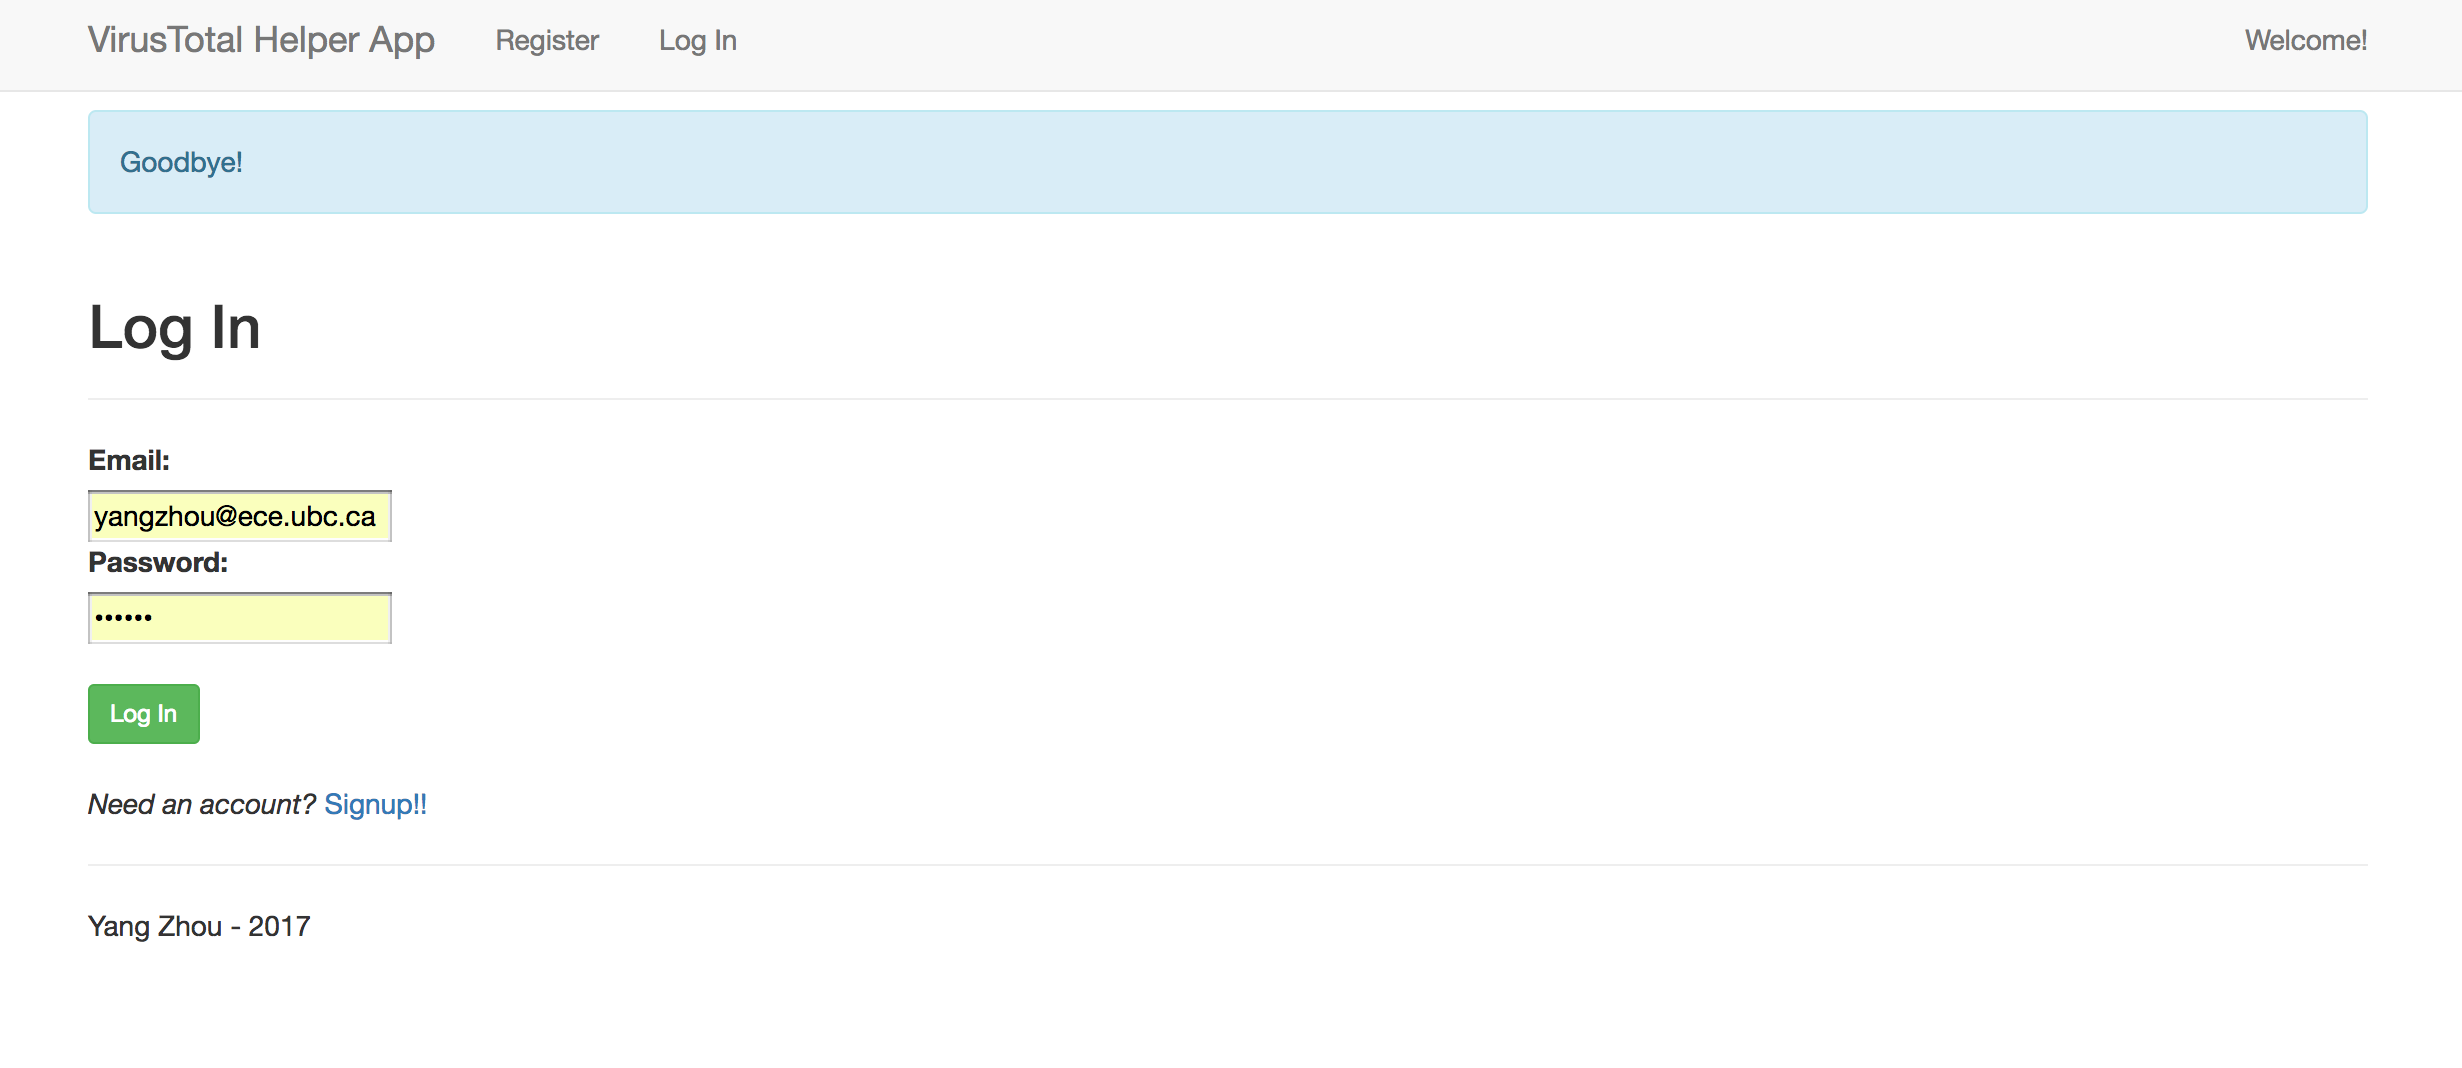 VirusTotal Helper App Register Log In Welcome!
Goodbye!
Log In
Email:
yangzhou@ece.ubc.ca
Password:
••••••
Log In
Need an account? Signup!!
Yang Zhou - 2017